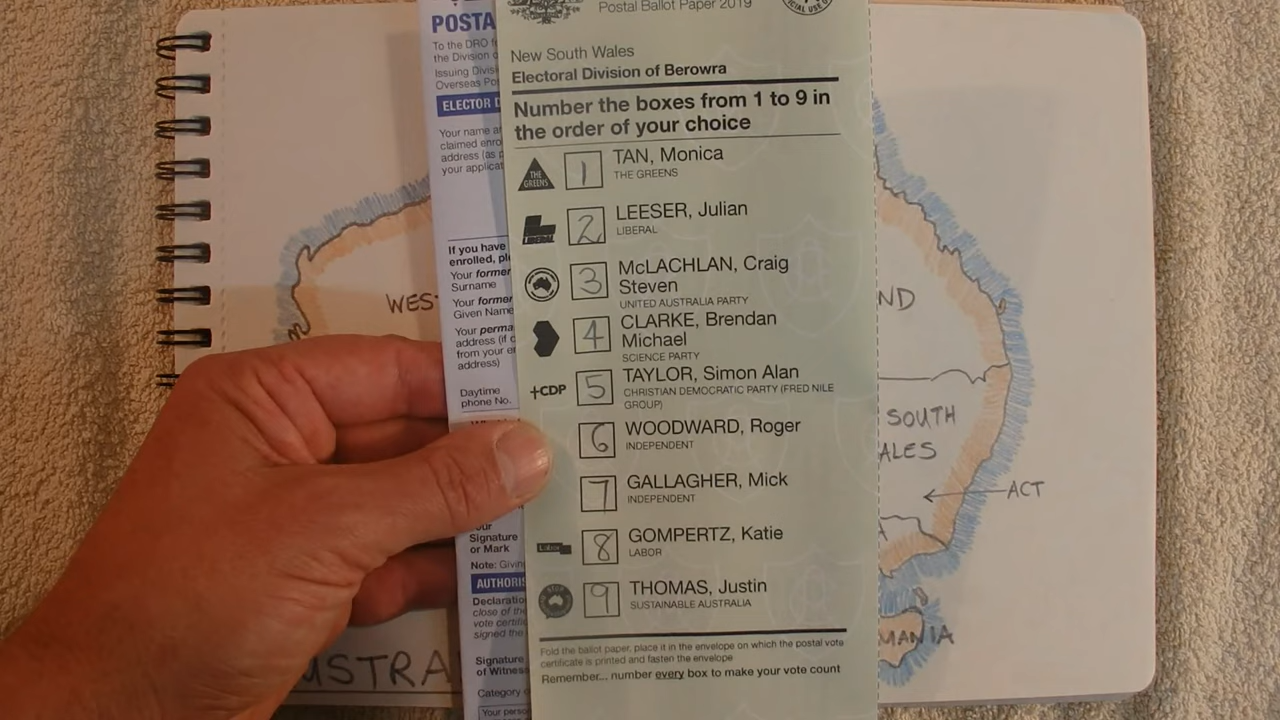 Postal Ballot Paper 2019
New South Wales
Electoral Division of Berowra
Number the boxes from 1 to 9 in
the order of your choice
THE GREENS
1
TAN, Monica
THE GREENS
LIBERAL
2
LEESER, Julian
LIBERAL
3
McLACHLAN, Craig
Steven
UNITED AUSTRALIA PARTY
4
CLARKE, Brendan
Michael
SCIENCE PARTY
CDP
5
TAYLOR, Simon Alan
CHRISTIAN DEMOCRATIC PARTY (FRED NILE
GROUP)
6
WOODWARD, Roger
INDEPENDENT
7
GALLAGHER, Mick
INDEPENDENT
Labor
8
GOMPERTZ, Katie
LABOR
9
THOMAS, Justin
SUSTAINABLE AUSTRALIA
Fold the ballot paper, place it in the envelope on which the postal vote
certificate is printed and fasten the envelope
Remember... number every box to make your vote count
POSTA
To the DRO f
the Division o
Issuing Divisi
Overseas Po
ELECTOR D
Your name a
claimed enro
address (as p
your applicat
If you have
enrolled, pl
Your former
Surname
Your former
Given Name
Your perma
address (if d
from your e
address)
Daytime
phone No.
Signature
or Mark
Note: Givin
AUTHORIS
Declaratio
close of the
vote certifi
signed the
Signature
of Witnes
Category o
Your perso
WEST
ND
SOUTH
ALES
ACT
MANIA
USTRA